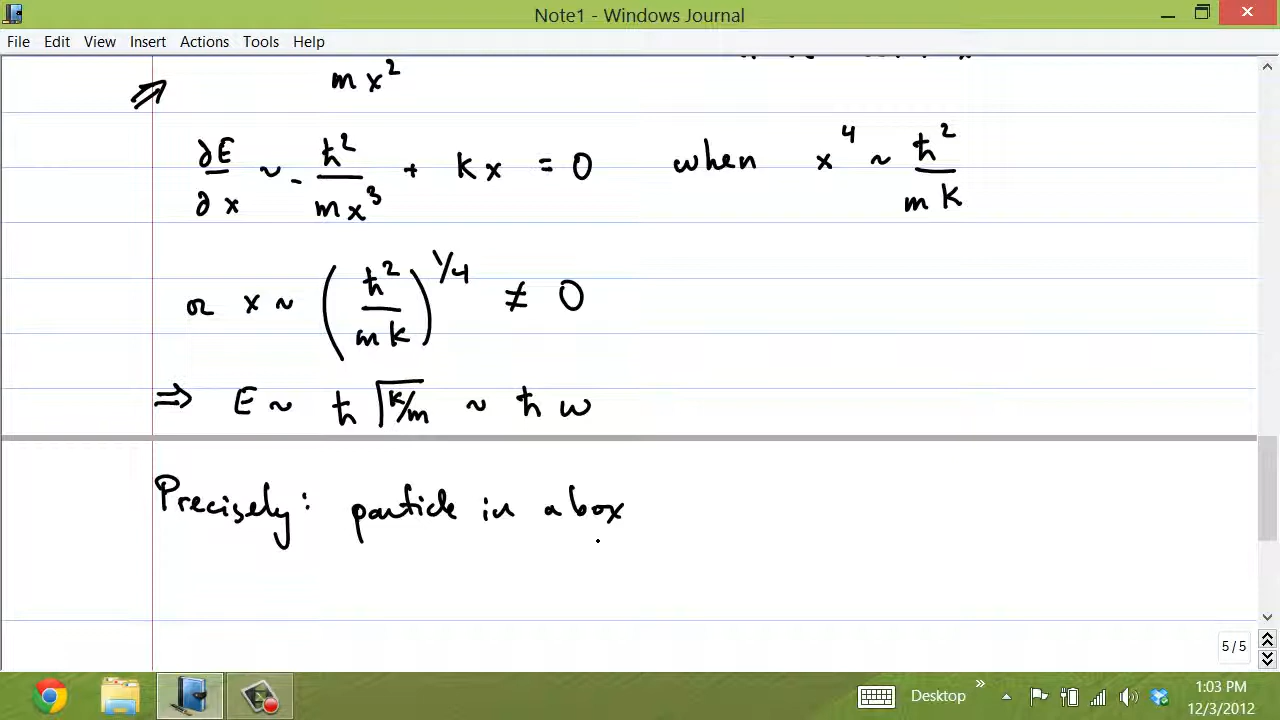 Note1 - Windows Journal
File Edit View Insert Actions Tools Help
m x²
⇒
∂E/∂x ~ - ħ²/mx³ + kx = 0 when x⁴ ~ ħ²/mk
or x ~ (ħ²/mk)^1/4 ≠ 0
⇒ E ~ ħ √k/m ~ ħ ω
Precisely: particle in a box
5 / 5
Desktop » 1:03 PM
12/3/2012